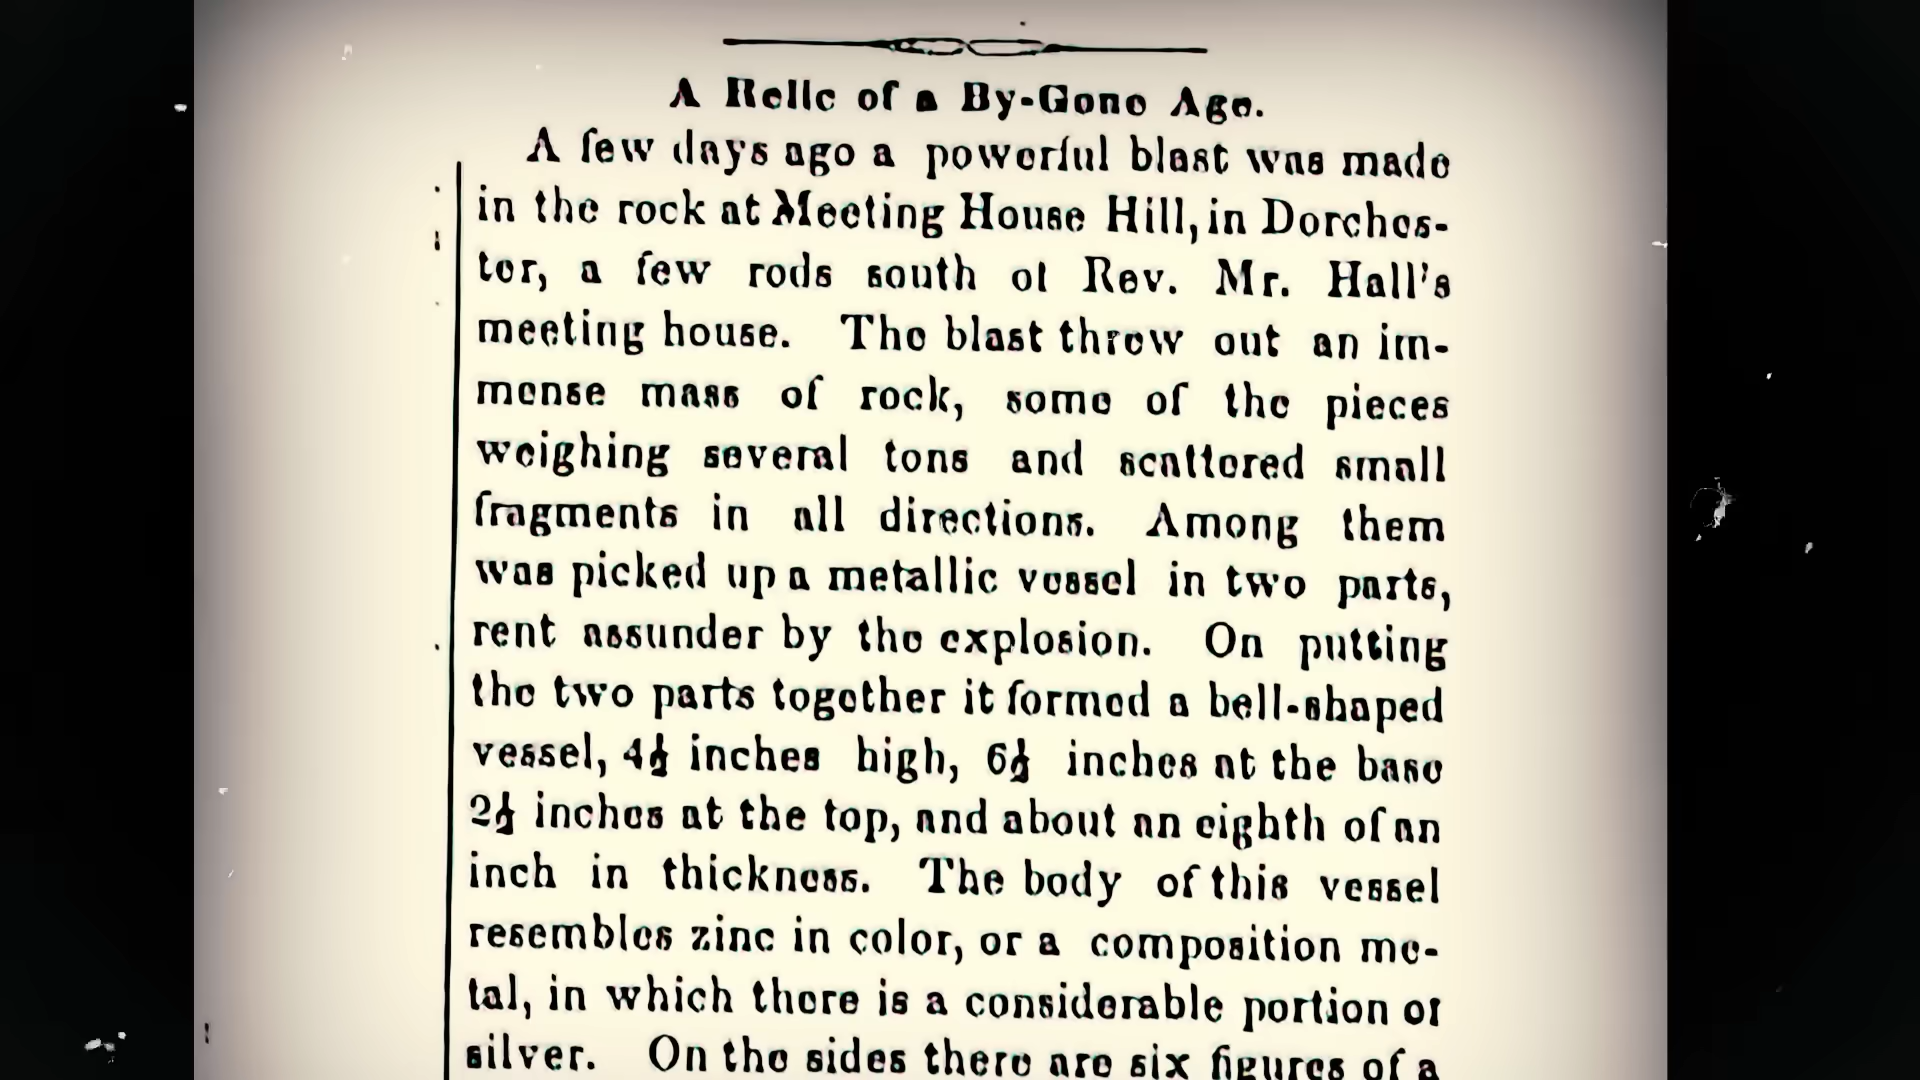 A Relic of a By-Gone Age.
A few days ago a powerful blast was made
in the rock at Meeting House Hill, in Dorches-
ter, a few rods south of Rev. Mr. Hall's
meeting house. The blast threw out an im-
mense mass of rock, some of the pieces
weighing several tons and scattered small
fragments in all directions. Among them
was picked up a metallic vessel in two parts,
rent assunder by the explosion. On putting
the two parts together it formed a bell-shaped
vessel, 4½ inches high, 6½ inches at the base
2½ inches at the top, and about an eighth of an
inch in thickness. The body of this vessel
resembles zinc in color, or a composition me-
tal, in which there is a considerable portion of
silver. On the sides there are six figures of a